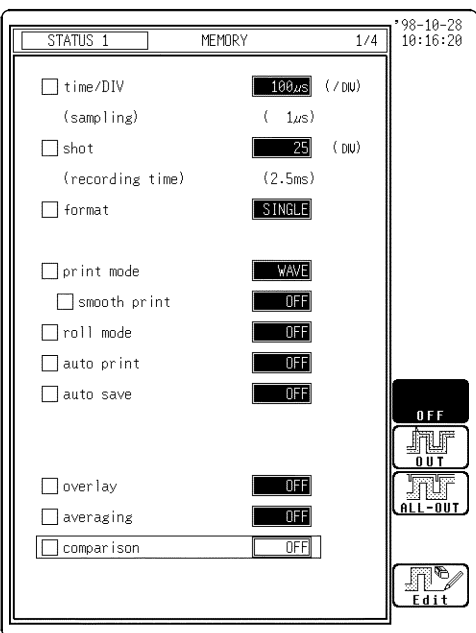 '98-10-28
STATUS 1 MEMORY 1/4 10:16:20
time/DIV 100µs (/DIV)
(sampling) ( 1µs)
shot 25 (DIV)
(recording time) (2.5ms)
format SINGLE
print mode WAVE
smooth print OFF
roll mode OFF
auto print OFF
auto save OFF
OFF
OUT
overlay OFF
ALL-OUT
averaging OFF
comparison OFF
Edit